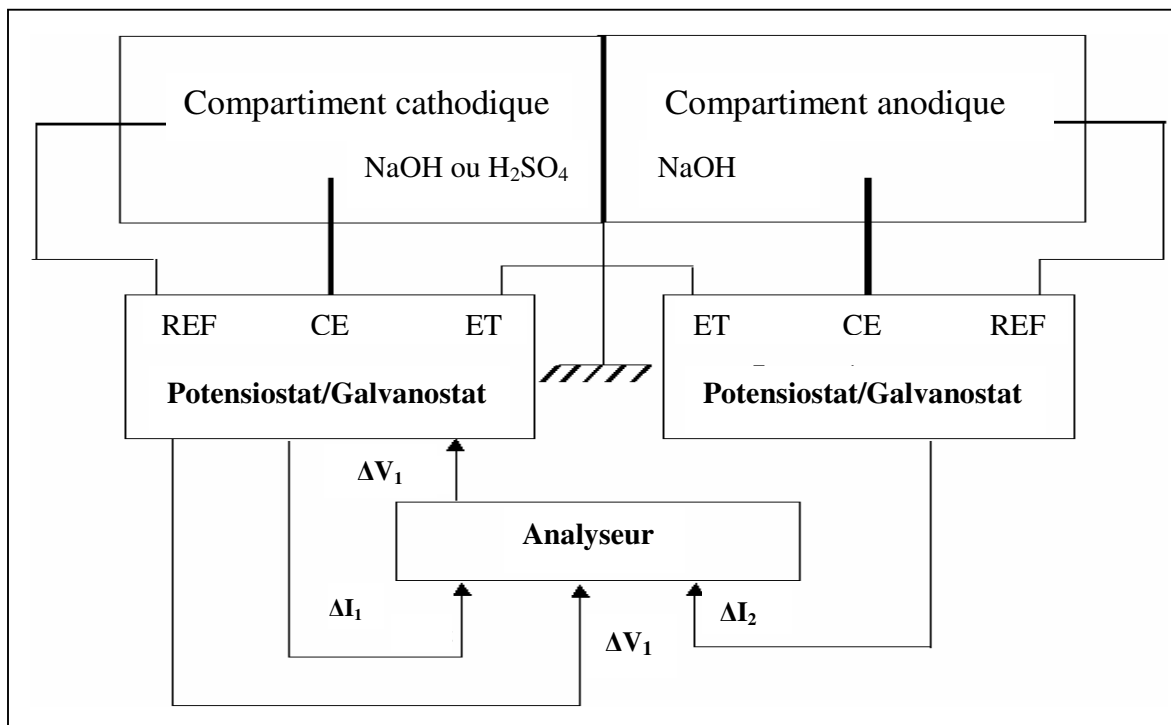 Compartiment cathodique
Compartiment anodique
NaOH ou H₂SO₄
NaOH
REF CE ET
ET CE REF
Potensiostat/Galvanostat
Potensiostat/Galvanostat
ΔV₁
Analyseur
ΔI₁
ΔV₁
ΔI₂